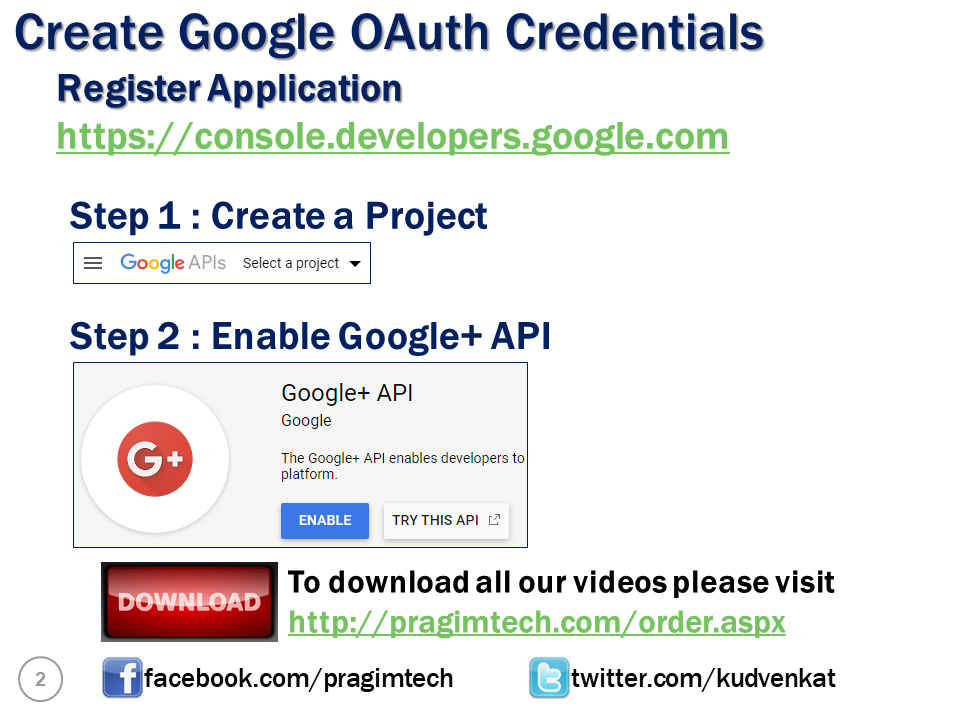 Create Google OAuth Credentials
Register Application
https://console.developers.google.com
Step 1 : Create a Project
Google APIs Select a project
Step 2 : Enable Google+ API
Google+ API
Google
The Google+ API enables developers to
platform.
G+
ENABLE TRY THIS API
DOWNLOAD
To download all our videos please visit
http://pragimtech.com/order.aspx
2
f facebook.com/pragimtech
t twitter.com/kudvenkat